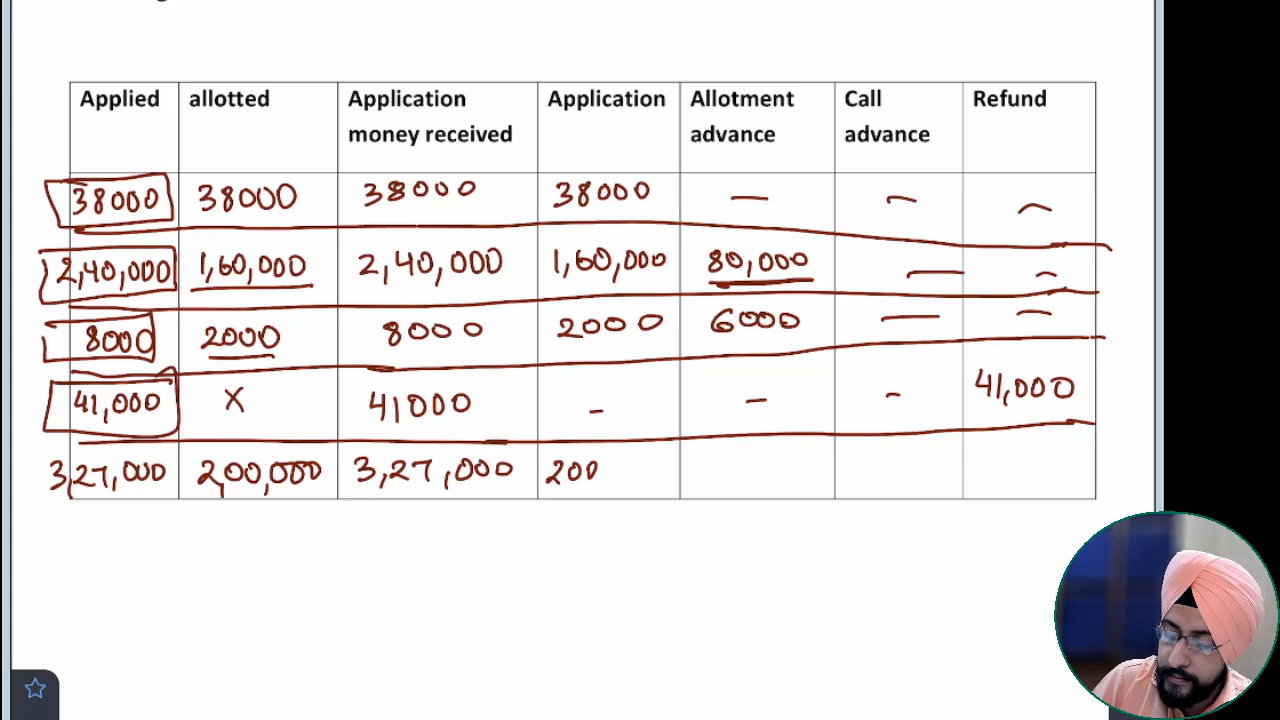 Applied allotted Application money received Application Allotment advance Call advance Refund
38000 38000 38000 38000 — — —
2,40,000 1,60,000 2,40,000 1,60,000 80,000 — —
8000 2000 8000 2000 6000 — —
41,000 X 41000 - - - 41,000
3,27,000 2,00,000 3,27,000 200